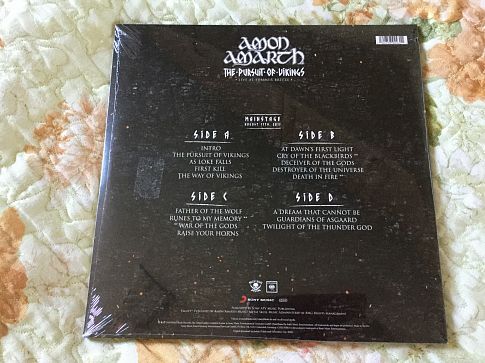 AMON
AMARTH
THE PURSUIT OF VIKINGS
LIVE AT SUMMER BREEZE
MAINSTAGE
AUGUST 17TH, 2017
SIDE A
INTRO
THE PURSUIT OF VIKINGS
AS LOKE FALLS
FIRST KILL
THE WAY OF VIKINGS
SIDE B
AT DAWN'S FIRST LIGHT
CRY OF THE BLACKBIRDS **
DECEIVER OF THE GODS
DESTROYER OF THE UNIVERSE
DEATH IN FIRE **
SIDE C
FATHER OF THE WOLF
RUNES TO MY MEMORY **
** WAR OF THE GODS
RAISE YOUR HORNS
SIDE D
A DREAM THAT CANNOT BE
GUARDIANS OF ASGAARD
TWILIGHT OF THE THUNDER GOD
SONY MUSIC